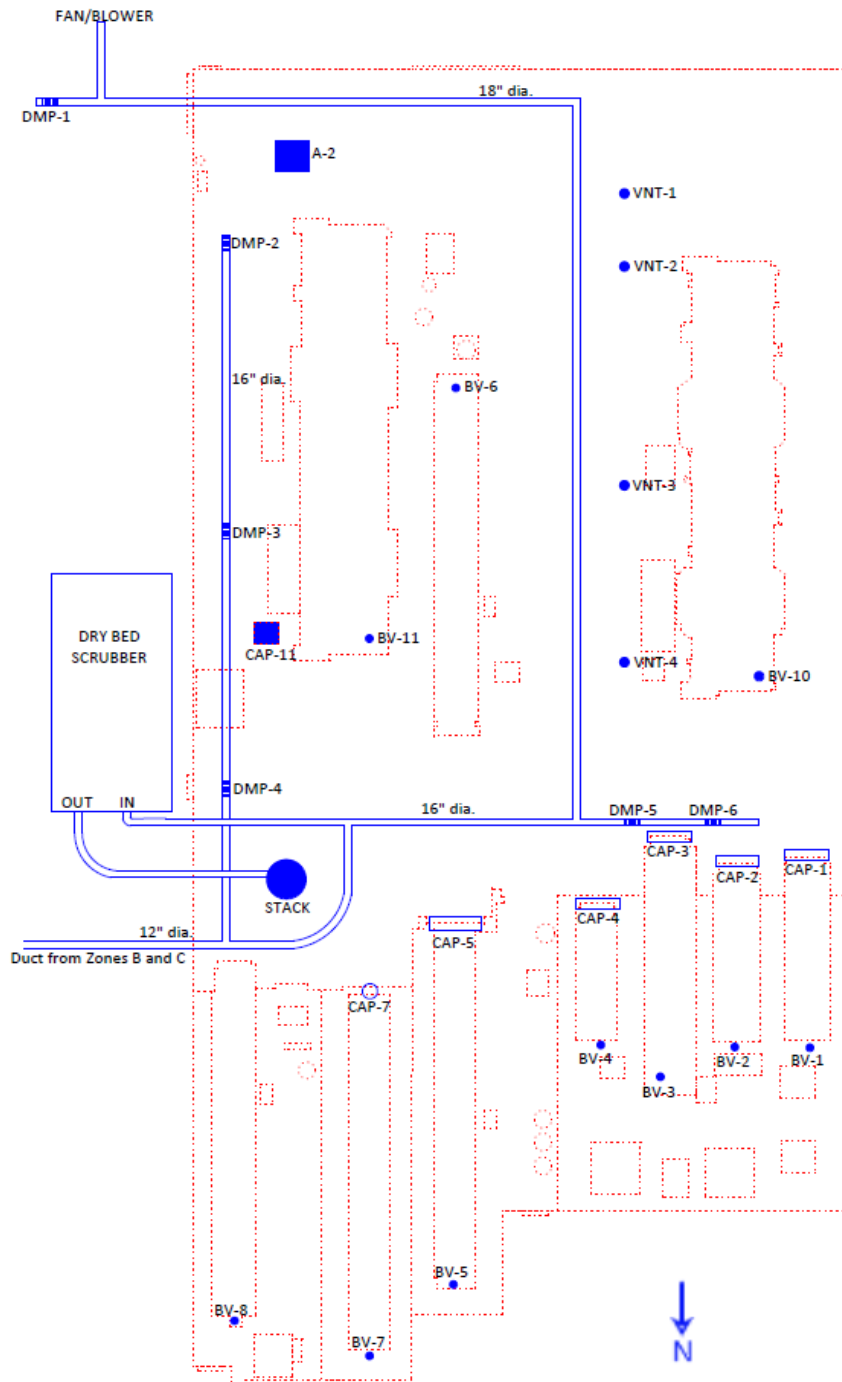 FAN/BLOWER
18" dia.
DMP-1
A-2
VNT-1
DMP-2
VNT-2
16" dia.
BV-6
VNT-3
DMP-3
DRY BED
SCRUBBER
BV-11
CAP-11
VNT-4
BV-10
DMP-4
OUT IN
16" dia.
DMP-5 DMP-6
CAP-3
CAP-2
CAP-1
STACK
CAP-4
12" dia.
CAP-5
Duct from Zones B and C
CAP-7
BV-4
BV-2
BV-1
BV-3
BV-5
BV-8
BV-7
N